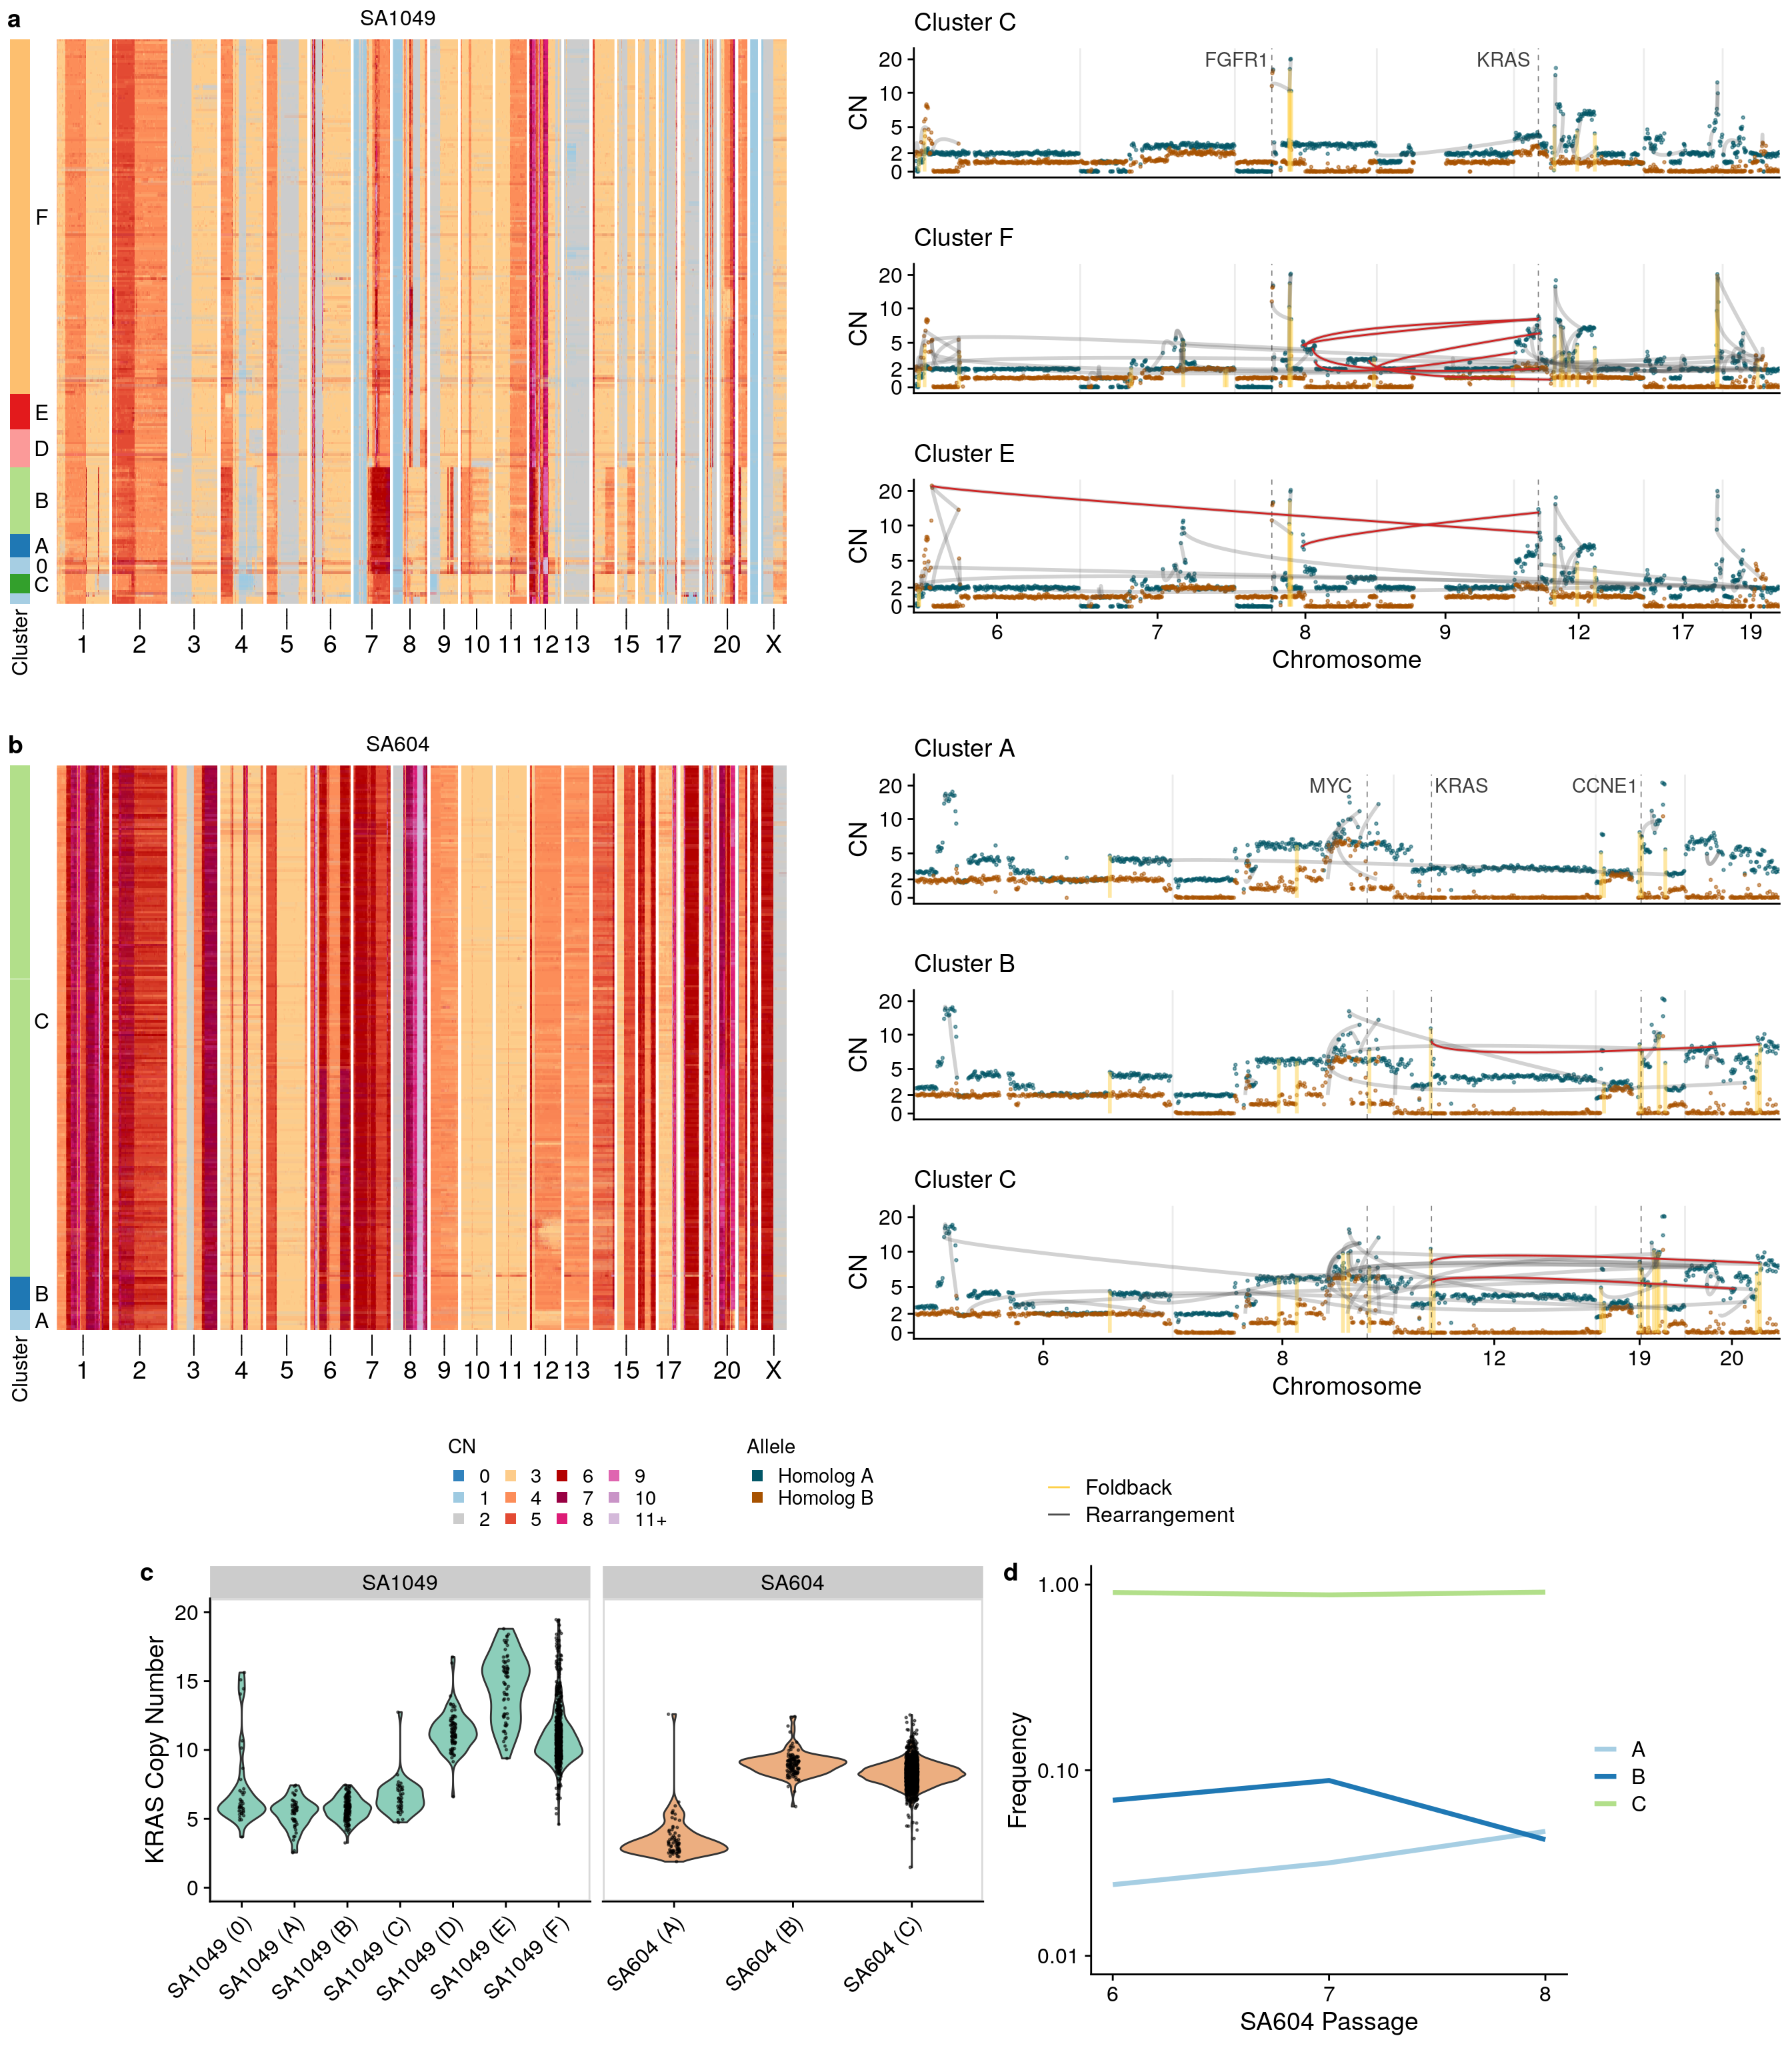 a
SA1049
F
E
D
B
A
0
C
Cluster
1 2 3 4 5 6 7 8 9 10 11 12 13 15 17 20 X
Cluster C
FGFR1 KRAS
CN
20
10
5
2
0
Cluster F
CN
20
10
5
2
0
Cluster E
CN
20
10
5
2
0
6 7 8 9 12 17 19
Chromosome
b
SA604
C
B
A
Cluster
1 2 3 4 5 6 7 8 9 10 11 12 13 15 17 20 X
Cluster A
MYC KRAS CCNE1
CN
20
10
5
2
0
Cluster B
CN
20
10
5
2
0
Cluster C
CN
20
10
5
2
0
6 8 12 19 20
Chromosome
CN
0 3 6 9
1 4 7 10
2 5 8 11+
Allele
Homolog A
Homolog B
Foldback
Rearrangement
c
SA1049 SA604
KRAS Copy Number
20
15
10
5
0
SA1049 (0)
SA1049 (A)
SA1049 (B)
SA1049 (C)
SA1049 (D)
SA1049 (E)
SA1049 (F)
SA604 (A)
SA604 (B)
SA604 (C)
d
Frequency
1.00
0.10
0.01
6 7 8
SA604 Passage
A
B
C